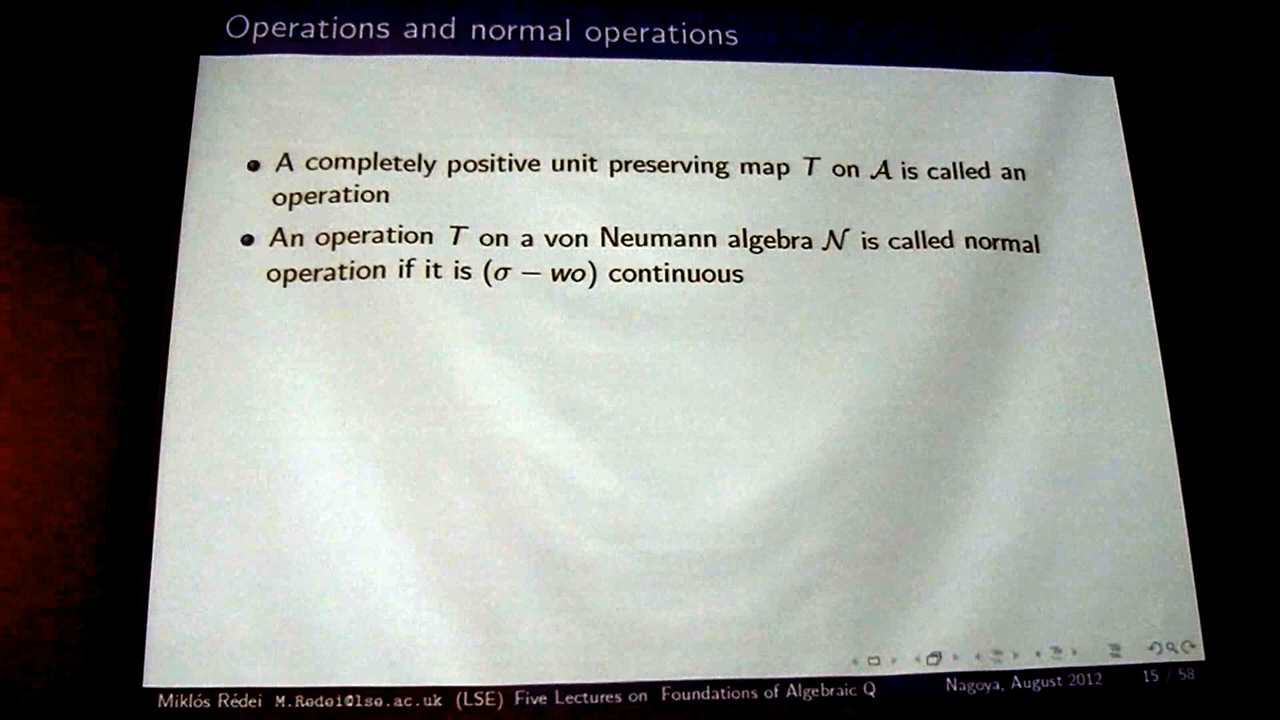 Operations and normal operations
• A completely positive unit preserving map T on 𝒜 is called an
operation
• An operation T on a von Neumann algebra 𝒩 is called normal
operation if it is (σ − wo) continuous
Miklós Rédei M.Redei@lse.ac.uk (LSE) Five Lectures on Foundations of Algebraic Q Nagoya, August 2012 15 / 58